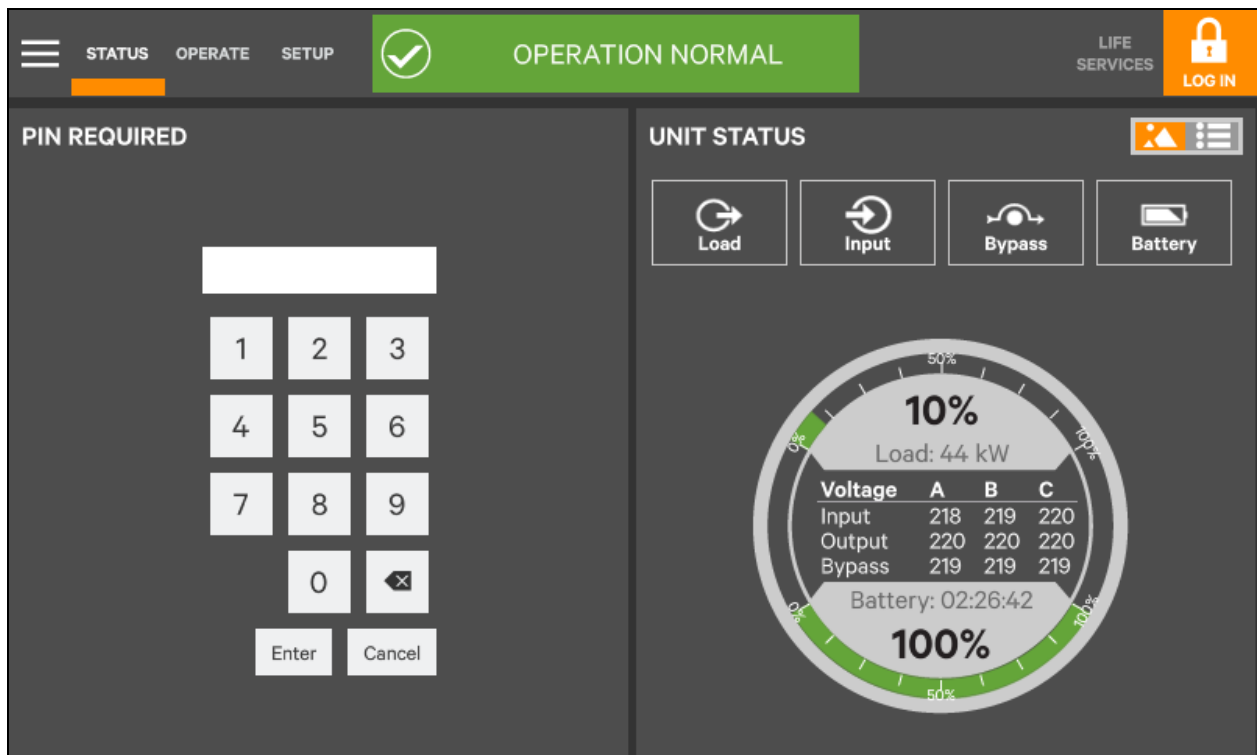 STATUS OPERATE SETUP
OPERATION NORMAL
LIFE
SERVICES
LOG IN
PIN REQUIRED
1 2 3
4 5 6
7 8 9
0
Enter Cancel
UNIT STATUS
Load Input Bypass Battery
0% 50% 100%
10%
Load: 44 kW
Voltage A B C
Input 218 219 220
Output 220 220 220
Bypass 219 219 219
Battery: 02:26:42
100%
0% 50% 100%